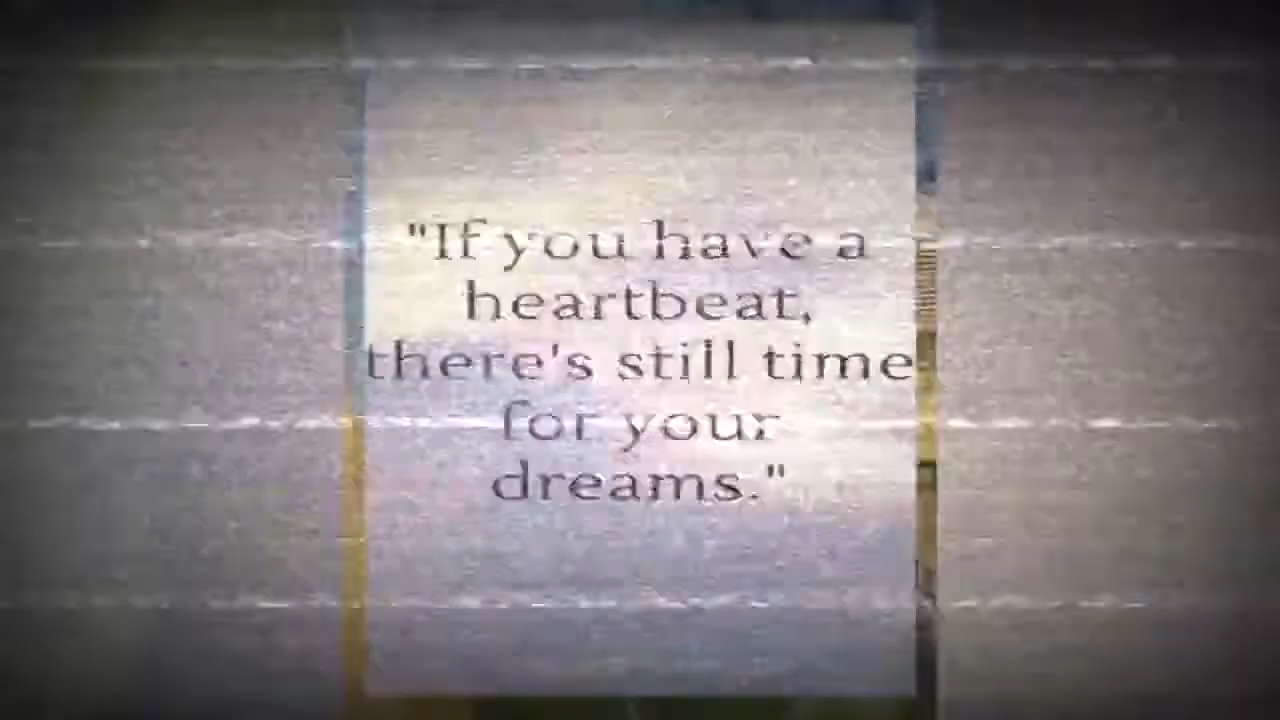 "If you have a
heartbeat,
there's still time
for your
dreams."